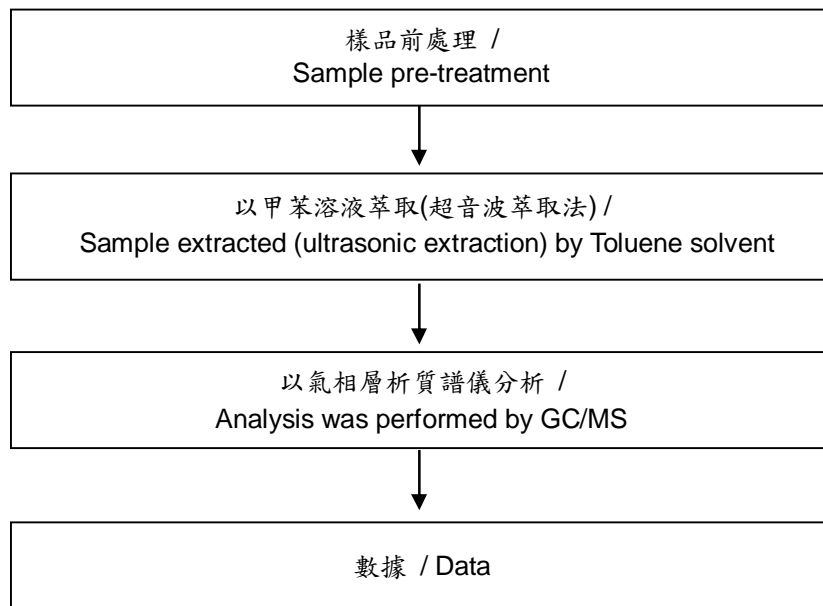 樣品前處理 /
Sample pre-treatment
以甲苯溶液萃取(超音波萃取法) /
Sample extracted (ultrasonic extraction) by Toluene solvent
以氣相層析質譜儀分析 /
Analysis was performed by GC/MS
數據 / Data